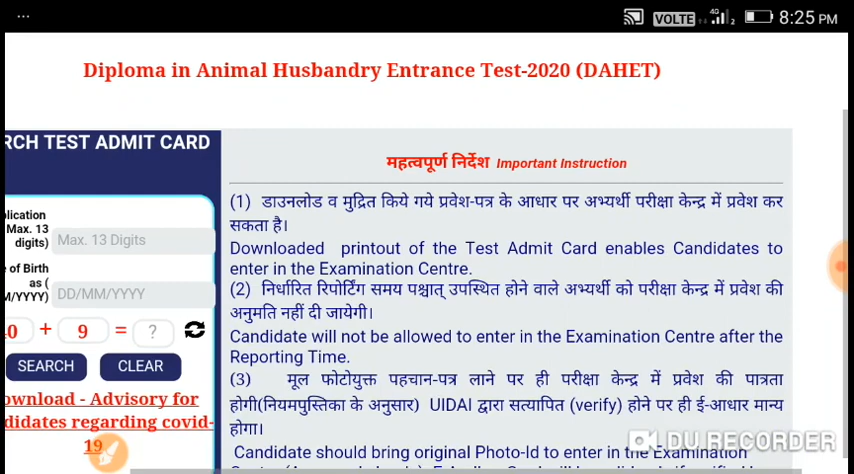 ...
VOLTE 4G 2 8:25 PM
Diploma in Animal Husbandry Entrance Test-2020 (DAHET)
RCH TEST ADMIT CARD
plication
Max. 13
digits)
Max. 13 Digits
e of Birth
as (
M/YYYY)
DD/MM/YYYY
40 + 9 = ?
SEARCH CLEAR
ownload - Advisory for
didates regarding covid-
19
महत्वपूर्ण निर्देश Important Instruction
(1) डाउनलोड व मुद्रित किये गये प्रवेश-पत्र के आधार पर अभ्यर्थी परीक्षा केन्द्र में प्रवेश कर
सकता है।
Downloaded printout of the Test Admit Card enables Candidates to
enter in the Examination Centre.
(2) निर्धारित रिपोर्टिंग समय पश्चात् उपस्थित होने वाले अभ्यर्थी को परीक्षा केन्द्र में प्रवेश की
अनुमति नहीं दी जायेगी।
Candidate will not be allowed to enter in the Examination Centre after the
Reporting Time.
(3) मूल फोटोयुक्त पहचान-पत्र लाने पर ही परीक्षा केन्द्र में प्रवेश की पात्रता
होगी(नियमपुस्तिका के अनुसार) UIDAI द्वारा सत्यापित (verify) होने पर ही ई-आधार मान्य
होगा।
Candidate should bring original Photo-Id to enter in the Examination
DU RECORDER